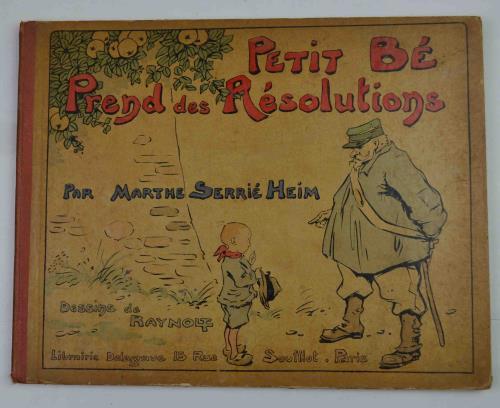 Petit Bé
Prend des Résolutions
Par Marthe Serrié Heim
Dessins de
Raynolt
Librairie Delagrave 15 Rue Soufflot. Paris